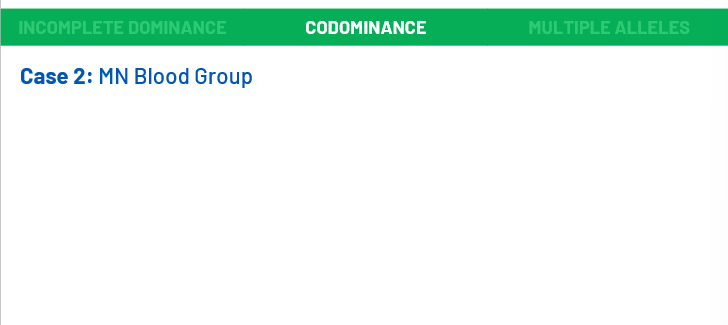 INCOMPLETE DOMINANCE CODOMINANCE MULTIPLE ALLELES
Case 2: MN Blood Group